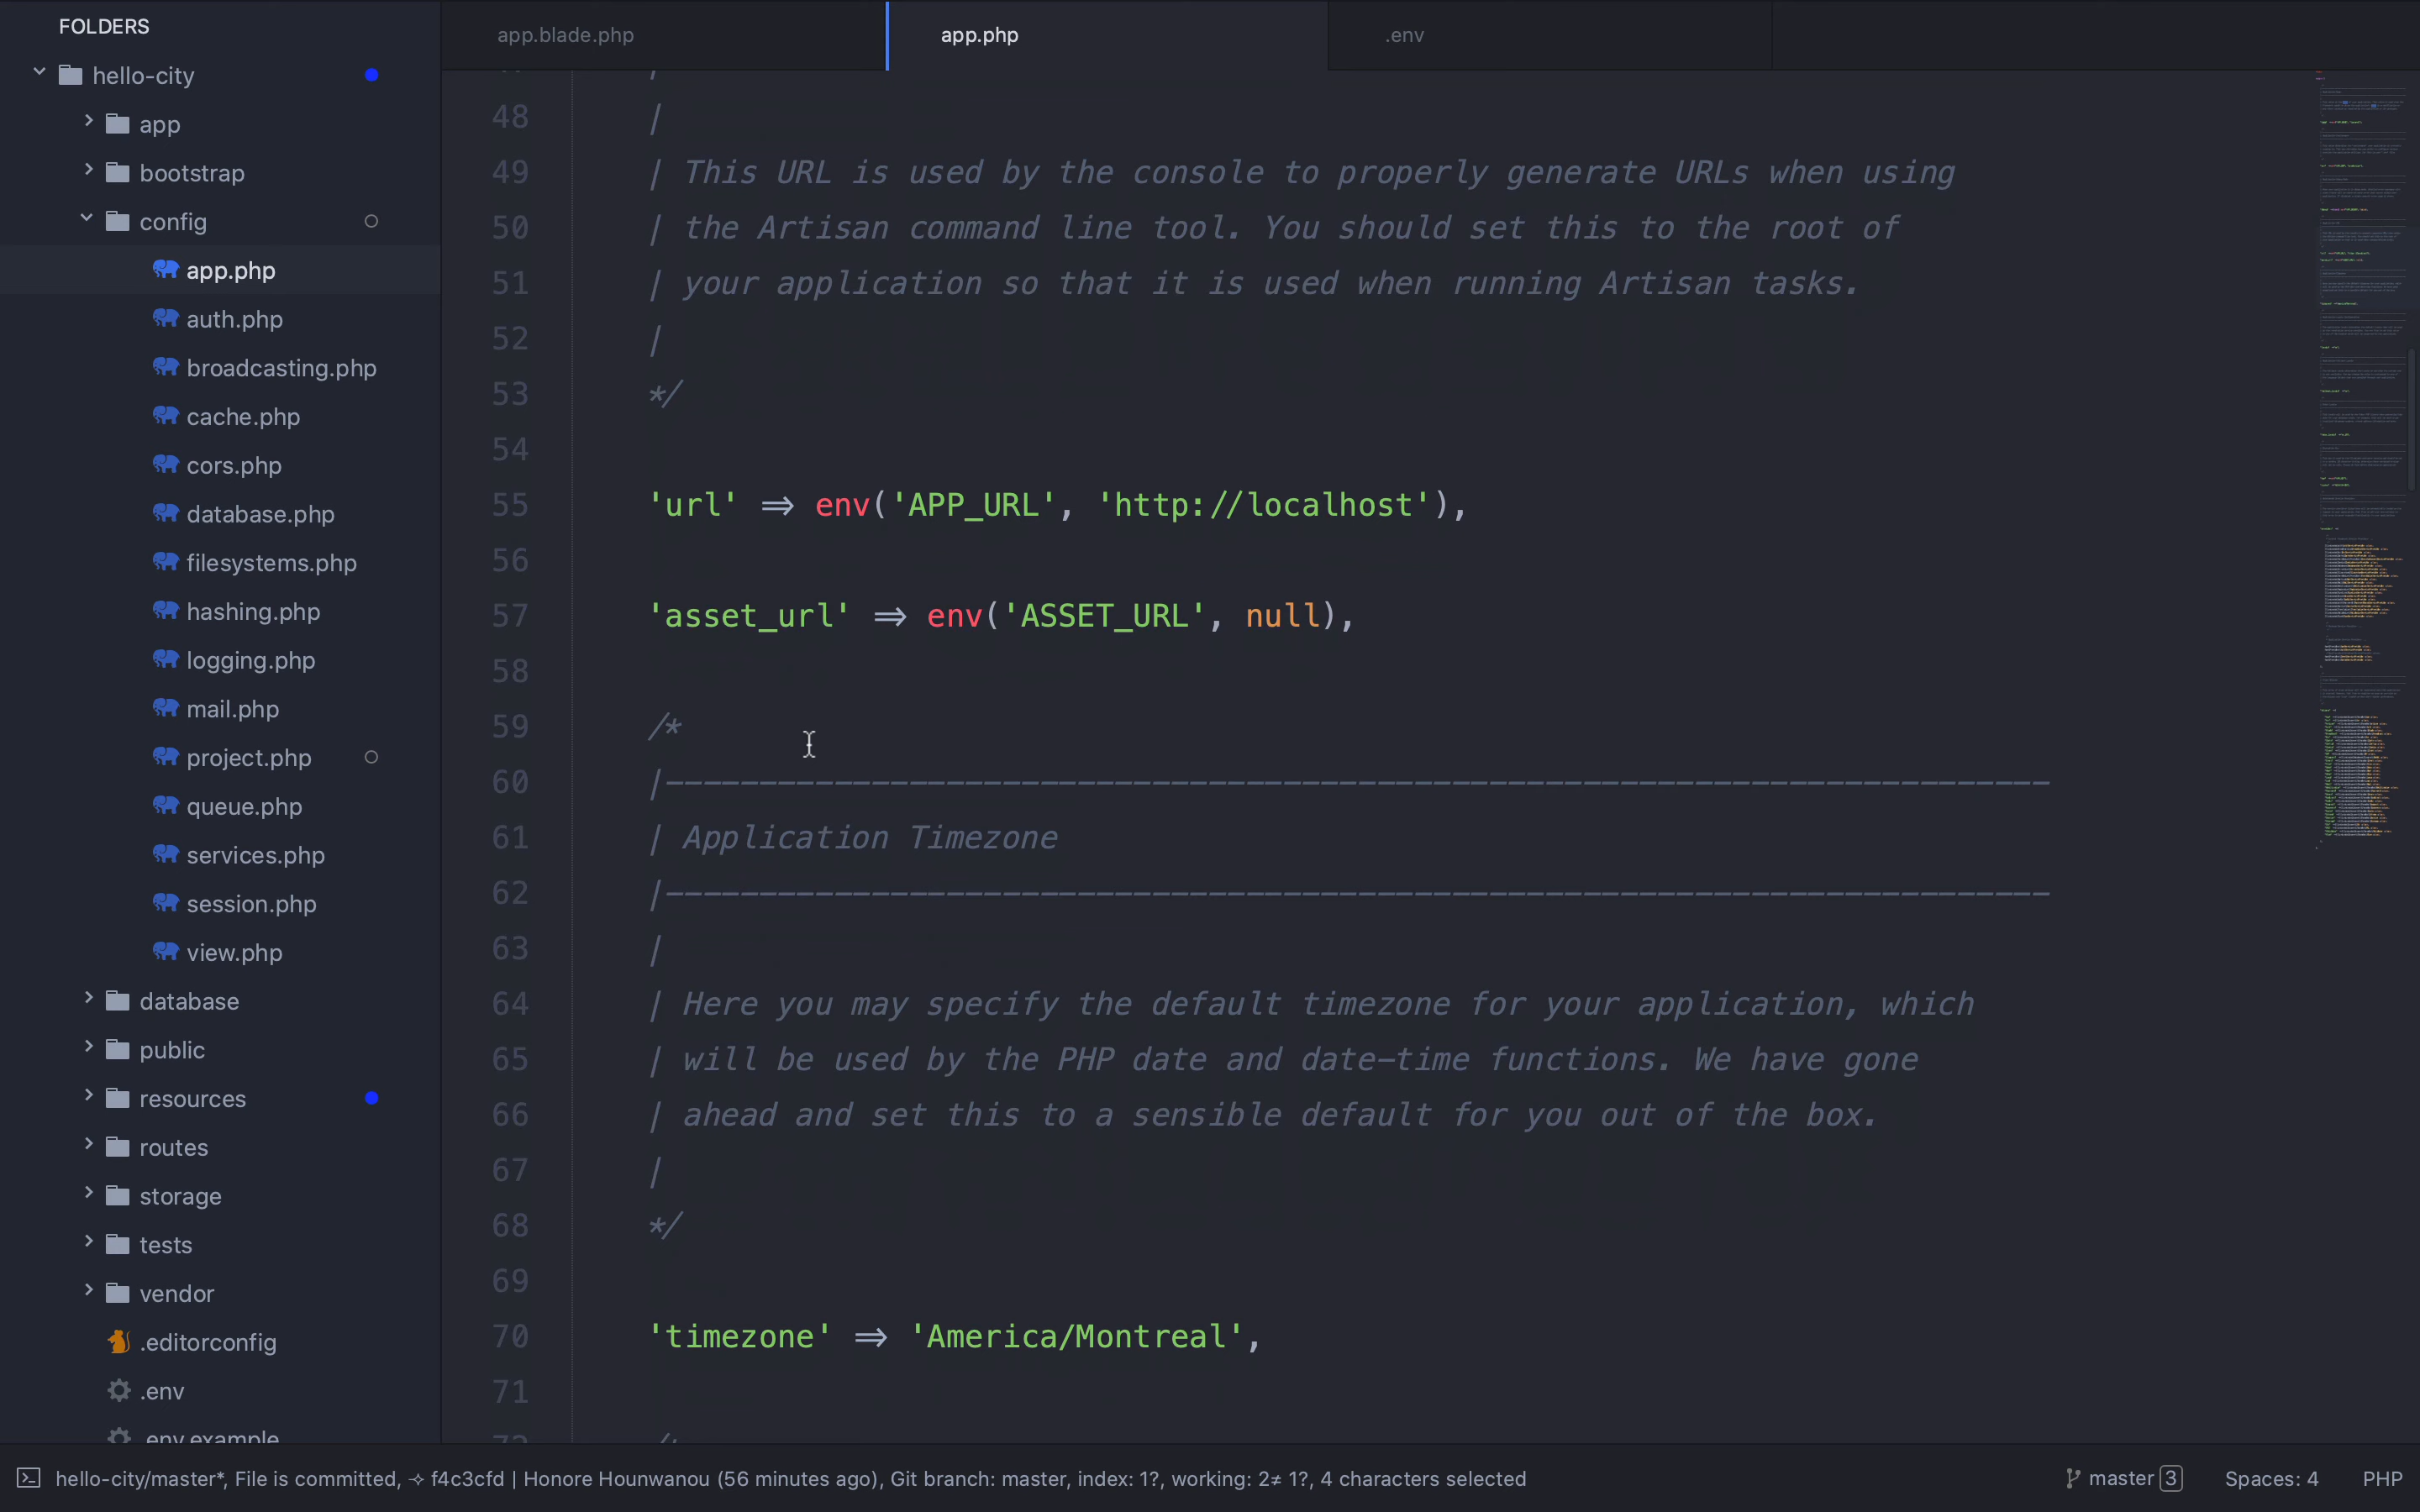 FOLDERS
hello-city
app
bootstrap
config
app.php
auth.php
broadcasting.php
cache.php
cors.php
database.php
filesystems.php
hashing.php
logging.php
mail.php
project.php
queue.php
services.php
session.php
view.php
database
public
resources
routes
storage
tests
vendor
.editorconfig
.env
.env.example
app.blade.php
app.php
.env
48 |
49 | This URL is used by the console to properly generate URLs when using
50 | the Artisan command line tool. You should set this to the root of
51 | your application so that it is used when running Artisan tasks.
52 |
53 */
54
55 'url' => env('APP_URL', 'http://localhost'),
56
57 'asset_url' => env('ASSET_URL', null),
58
59 /*
60 |--------------------------------------------------------------------------
61 | Application Timezone
62 |--------------------------------------------------------------------------
63 |
64 | Here you may specify the default timezone for your application, which
65 | will be used by the PHP date and date-time functions. We have gone
66 | ahead and set this to a sensible default for you out of the box.
67 |
68 */
69
70 'timezone' => 'America/Montreal',
71
hello-city/master*, File is committed, -⟢ f4c3cfd | Honore Hounwanou (56 minutes ago), Git branch: master, index: 1?, working: 2≠ 1?, 4 characters selected
master 3
Spaces: 4
PHP